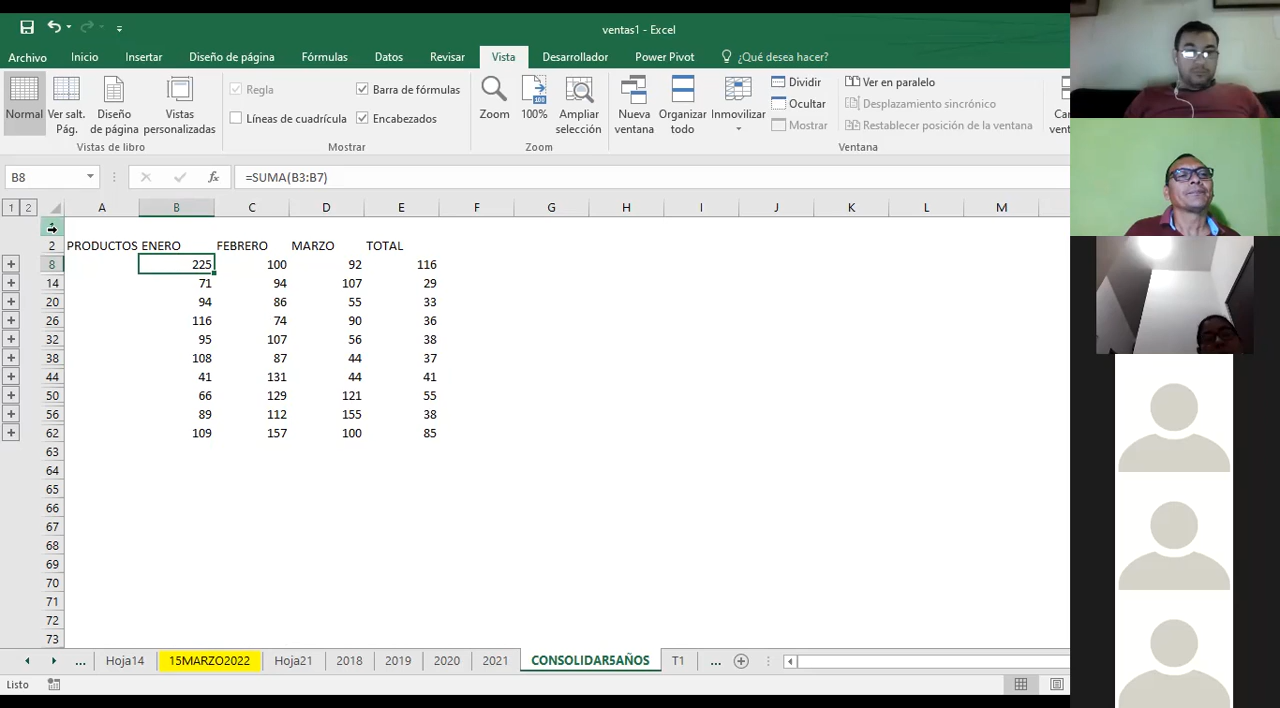 ventas1 - Excel
Archivo Inicio Insertar Diseño de página Fórmulas Datos Revisar Vista Desarrollador Power Pivot ¿Qué desea hacer?
Normal Ver salt. Pág. Diseño de página Vistas personalizadas
Vistas de libro
Regla Barra de fórmulas
Líneas de cuadrícula Encabezados
Mostrar
Zoom 100% Ampliar selección
Zoom
Nueva ventana Organizar todo Inmovilizar
Dividir Ver en paralelo
Ocultar Desplazamiento sincrónico
Mostrar Restablecer posición de la ventana
Ventana
B8 fx =SUMA(B3:B7)
1 2 A B C D E F G H I J K L M
2 PRODUCTOS ENERO FEBRERO MARZO TOTAL
8 225 100 92 116
14 71 94 107 29
20 94 86 55 33
26 116 74 90 36
32 95 107 56 38
38 108 87 44 37
44 41 131 44 41
50 66 129 121 55
56 89 112 155 38
62 109 157 100 85
63
64
65
66
67
68
69
70
71
72
73
... Hoja14 15MARZO2022 Hoja21 2018 2019 2020 2021 CONSOLIDAR5AÑOS T1 ...
Listo